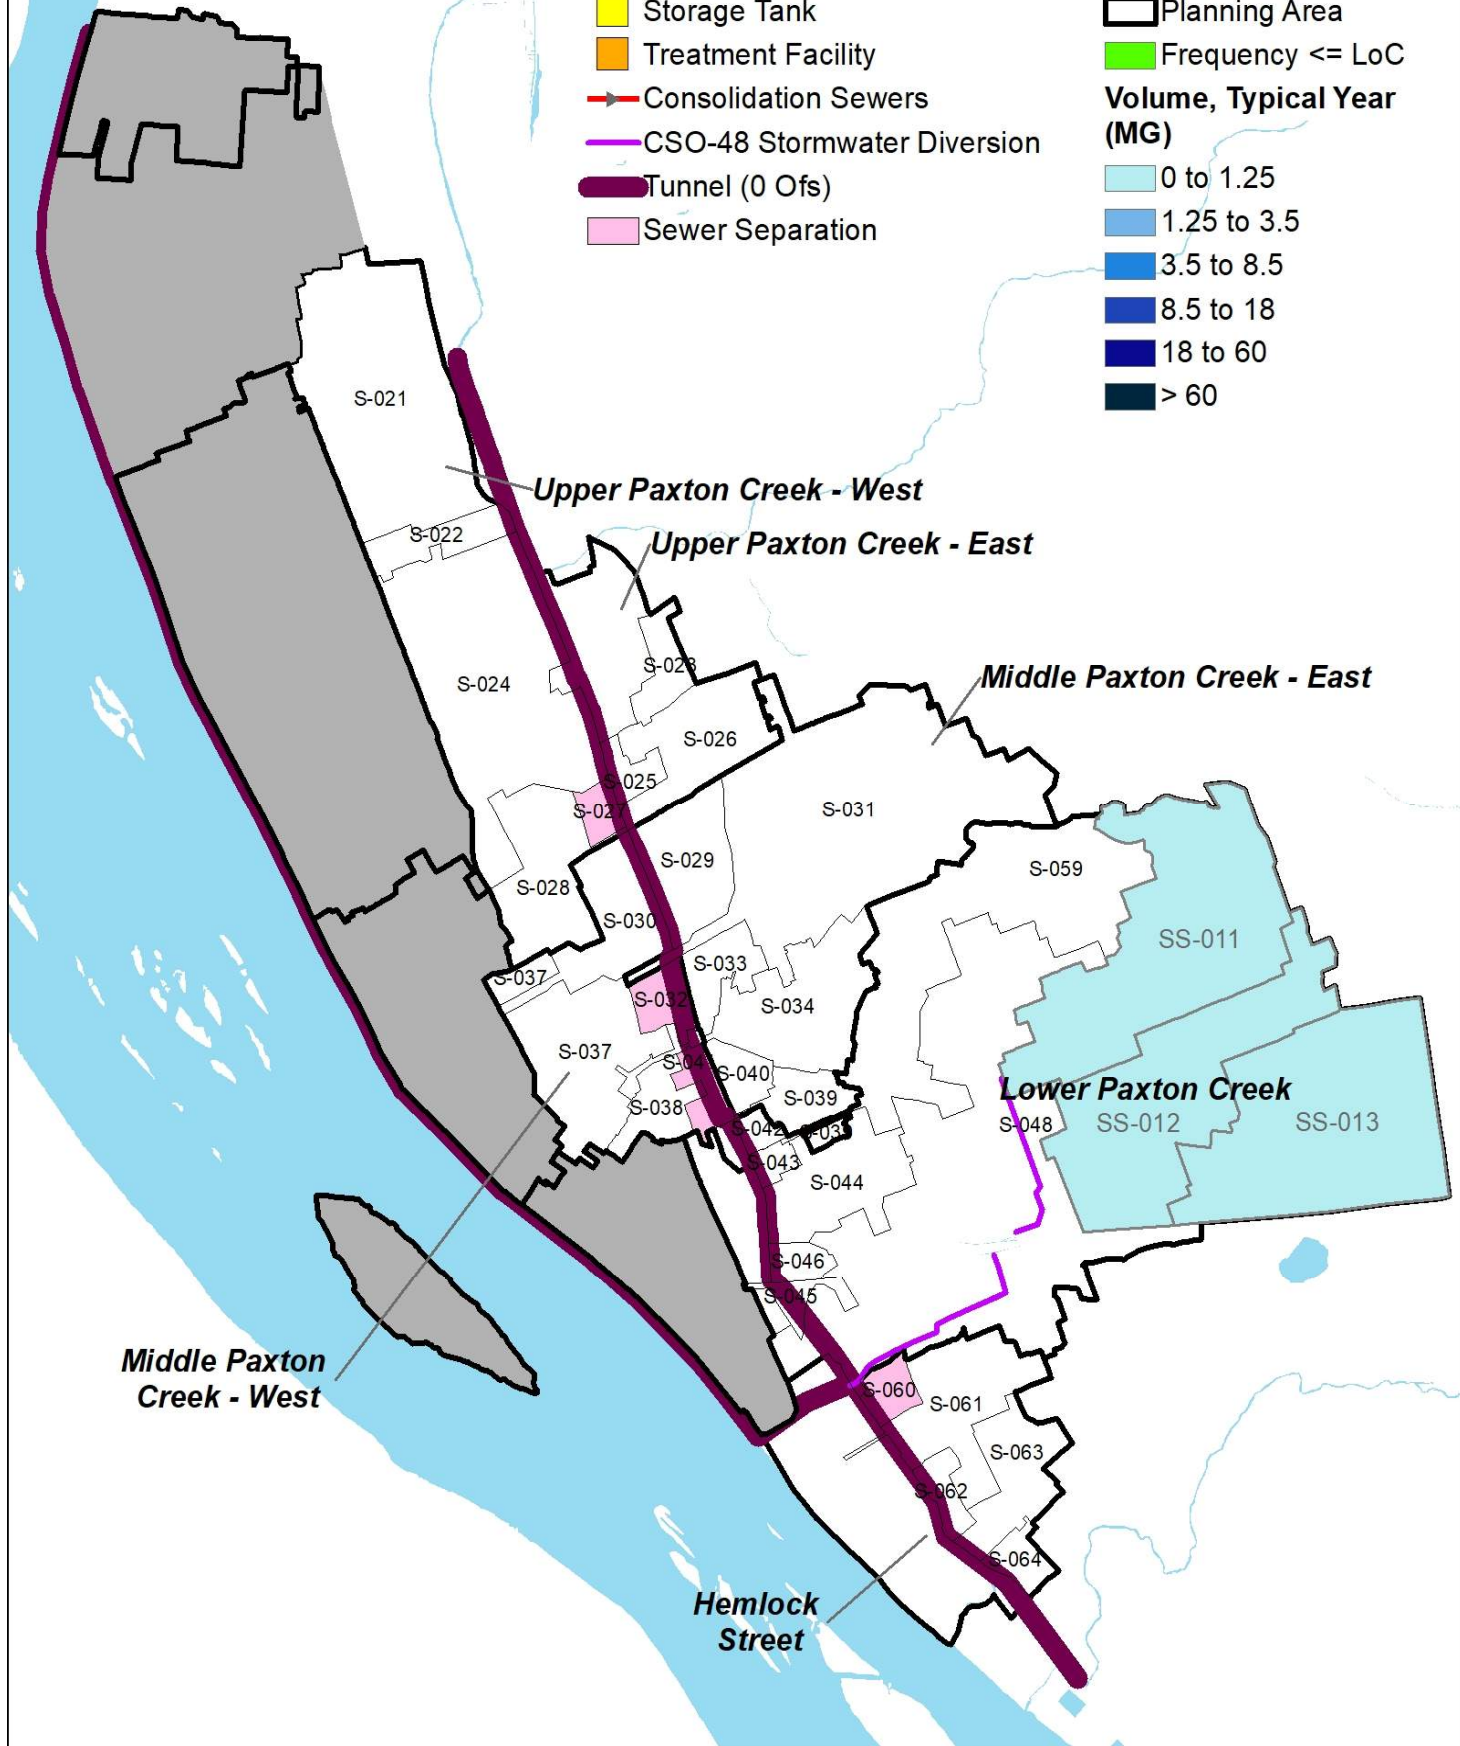 Storage Tank
Treatment Facility
Consolidation Sewers
CSO-48 Stormwater Diversion
Tunnel (0 Ofs)
Sewer Separation
Planning Area
Frequency <= LoC
Volume, Typical Year
(MG)
0 to 1.25
1.25 to 3.5
3.5 to 8.5
8.5 to 18
18 to 60
> 60
S-021
Upper Paxton Creek - West
S-022
Upper Paxton Creek - East
S-023
S-024
Middle Paxton Creek - East
S-026
S-025
S-027
S-031
S-029
S-059
S-028
S-030
SS-011
S-033
S-037
S-032
S-034
S-037
S-04
S-040
S-039
Lower Paxton Creek
S-038
S-048
SS-012
SS-013
S-042
S-039
S-043
S-044
S-046
S-045
Middle Paxton
Creek - West
S-060
S-061
S-063
S-062
S-064
Hemlock
Street